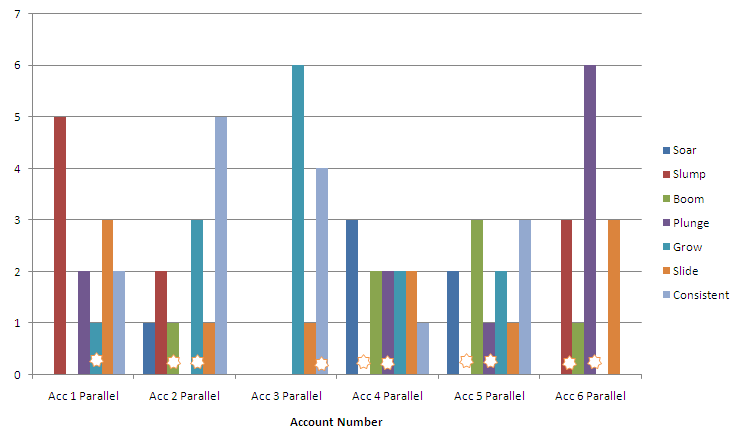 7
6
5
4
3
2
1
0
Acc 1 Parallel Acc 2 Parallel Acc 3 Parallel Acc 4 Parallel Acc 5 Parallel Acc 6 Parallel
Account Number
Soar
Slump
Boom
Plunge
Grow
Slide
Consistent